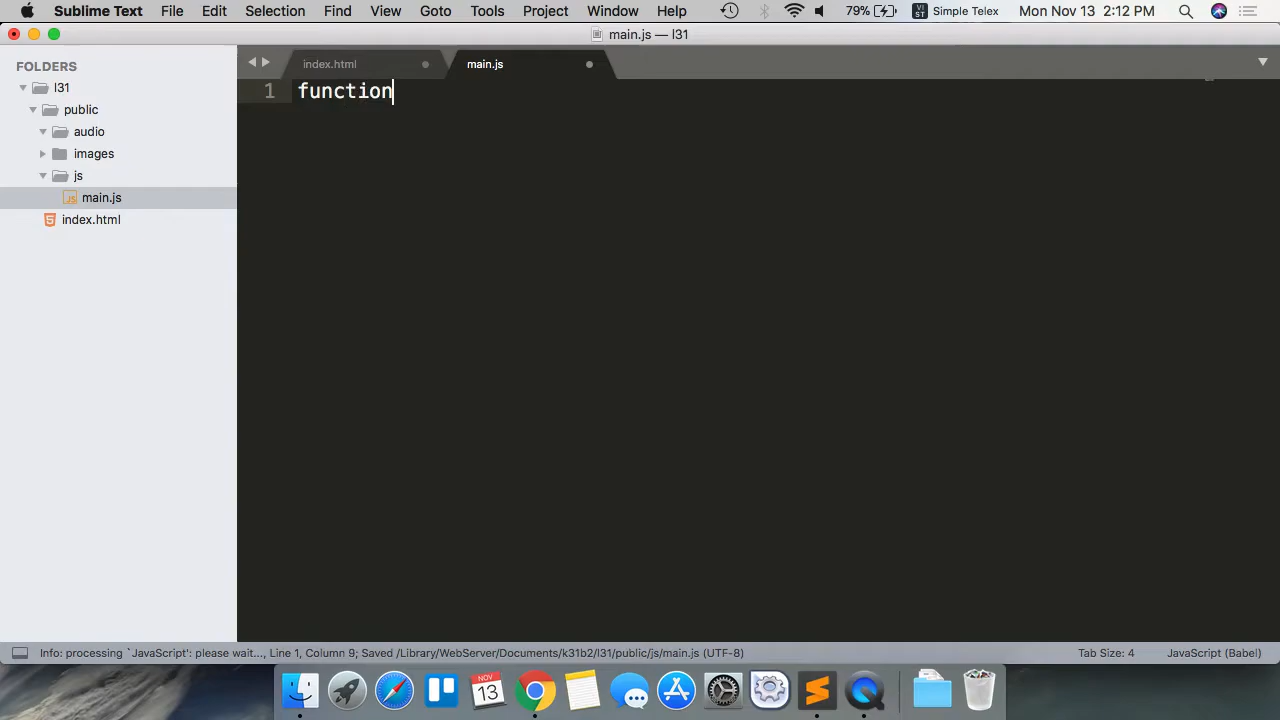 Sublime Text File Edit Selection Find View Goto Tools Project Window Help 79% VI ST Simple Telex Mon Nov 13 2:12 PM
main.js — l31
FOLDERS
l31
public
audio
images
js
main.js
index.html
index.html main.js
1 function
Info: processing `JavaScript': please wait..., Line 1, Column 9; Saved /Library/WebServer/Documents/k31b2/l31/public/js/main.js (UTF-8) Tab Size: 4 JavaScript (Babel)
NOV
13